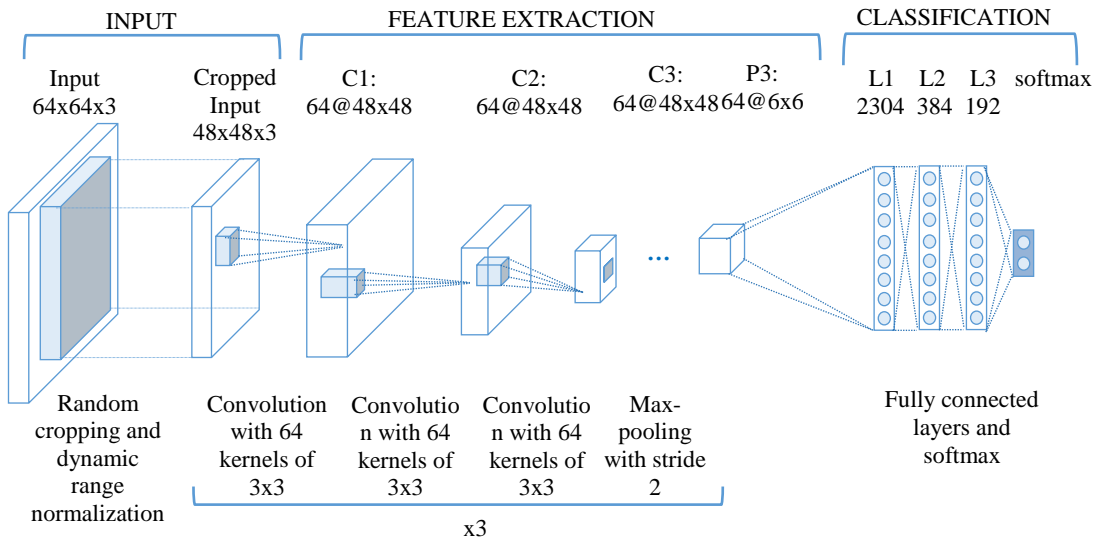 INPUT
FEATURE EXTRACTION
CLASSIFICATION
Input
64x64x3
Cropped
Input
48x48x3
C1:
64@48x48
C2:
64@48x48
C3:
64@48x48
P3:
64@6x6
L1
2304
L2
384
L3
192
softmax
...
Random
cropping and
dynamic
range
normalization
Convolution
with 64
kernels of
3x3
Convolutio
n with 64
kernels of
3x3
Convolutio
n with 64
kernels of
3x3
Max-
pooling
with stride
2
Fully connected
layers and
softmax
x3